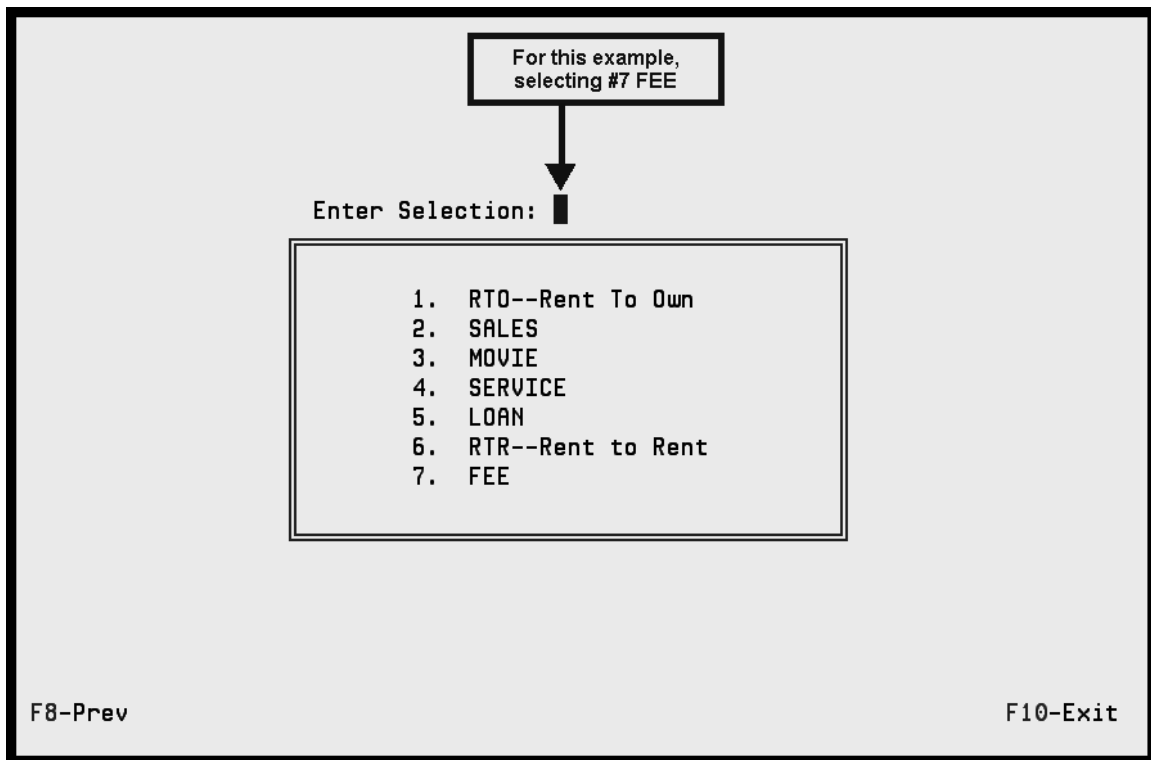 For this example,
selecting #7 FEE
Enter Selection:
1. RTO--Rent To Own
2. SALES
3. MOVIE
4. SERVICE
5. LOAN
6. RTR--Rent to Rent
7. FEE
F8-Prev F10-Exit